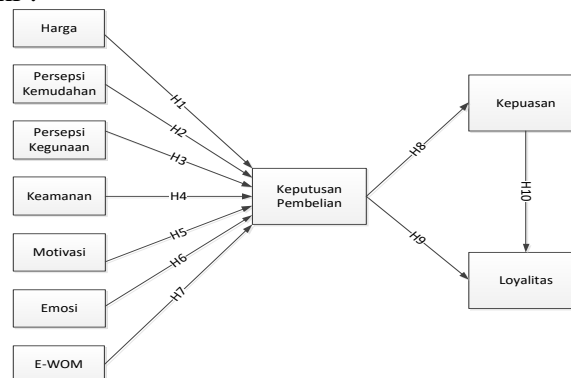 Harga
Persepsi
Kemudahan
Persepsi
Kegunaan
Keamanan
Motivasi
Emosi
E-WOM
H1
H2
H3
H4
H5
H6
H7
Keputusan
Pembelian
H8
H9
Kepuasan
H10
Loyalitas